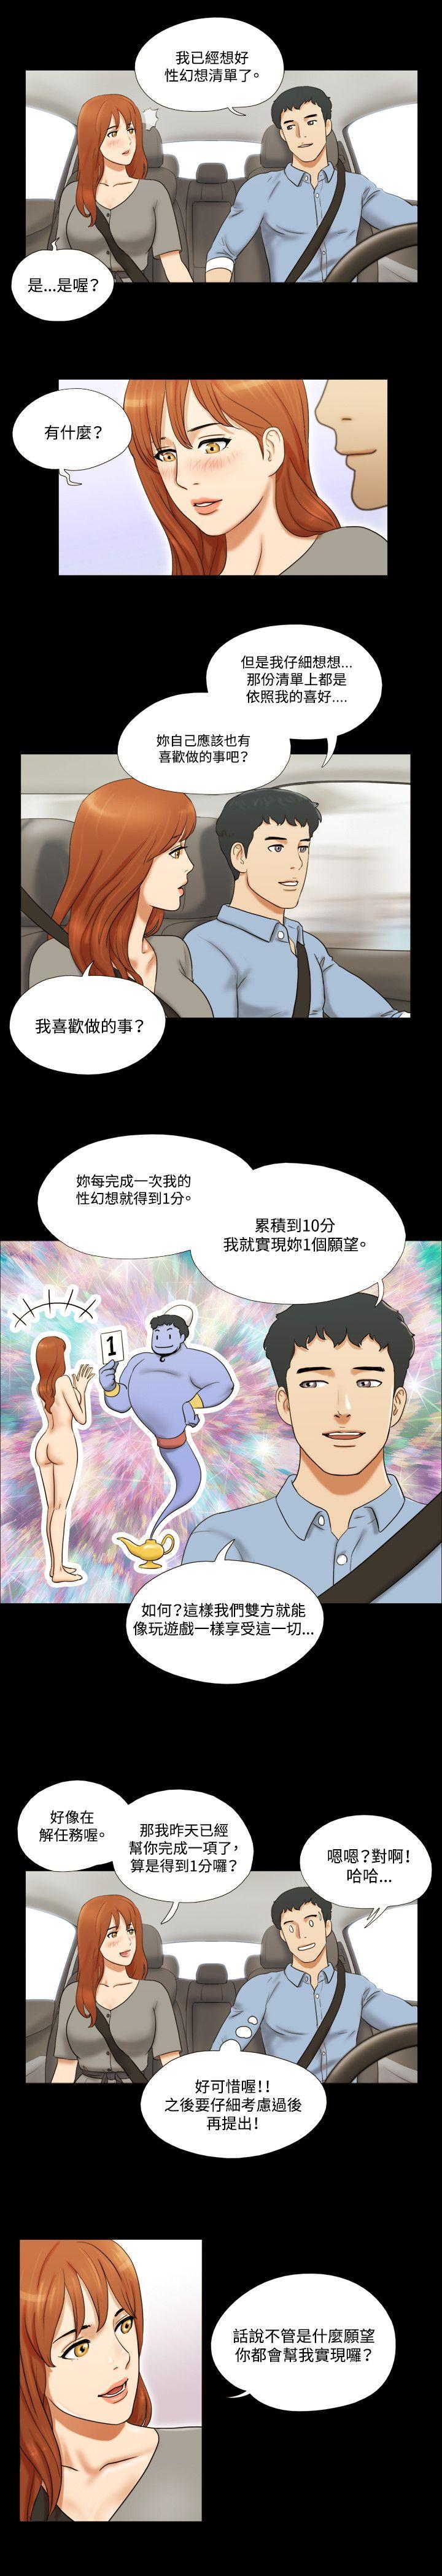 我已經想好
性幻想清單了。
是...是喔？
有什麼？
但是我仔細想想...
那份清單上都是
依照我的喜好....
妳自己應該也有
喜歡做的事吧？
我喜歡做的事？
妳每完成一次我的
性幻想就得到1分。
累積到10分
我就實現妳1個願望。
1
如何？這樣我們雙方就能
像玩遊戲一樣享受這一切...
好像在
解任務喔。
那我昨天已經
幫你完成一項了，
算是得到1分囉？
嗯嗯？對啊！
哈哈...
好可惜喔！！
之後要仔細考慮過後
再提出！
話說不管是什麼願望
你都會幫我實現囉？